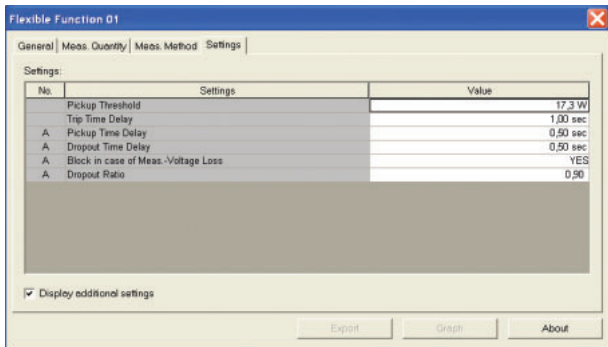 Flexible Function 01
General Meas. Quantity Meas. Method Settings
Settings:
No. Settings Value
Pickup Threshold 17,3 W
Trip Time Delay 1,00 sec
A Pickup Time Delay 0,50 sec
A Dropout Time Delay 0,50 sec
A Block in case of Meas.-Voltage Loss YES
A Dropout Ratio 0,90
Display additional settings
Export Graph About